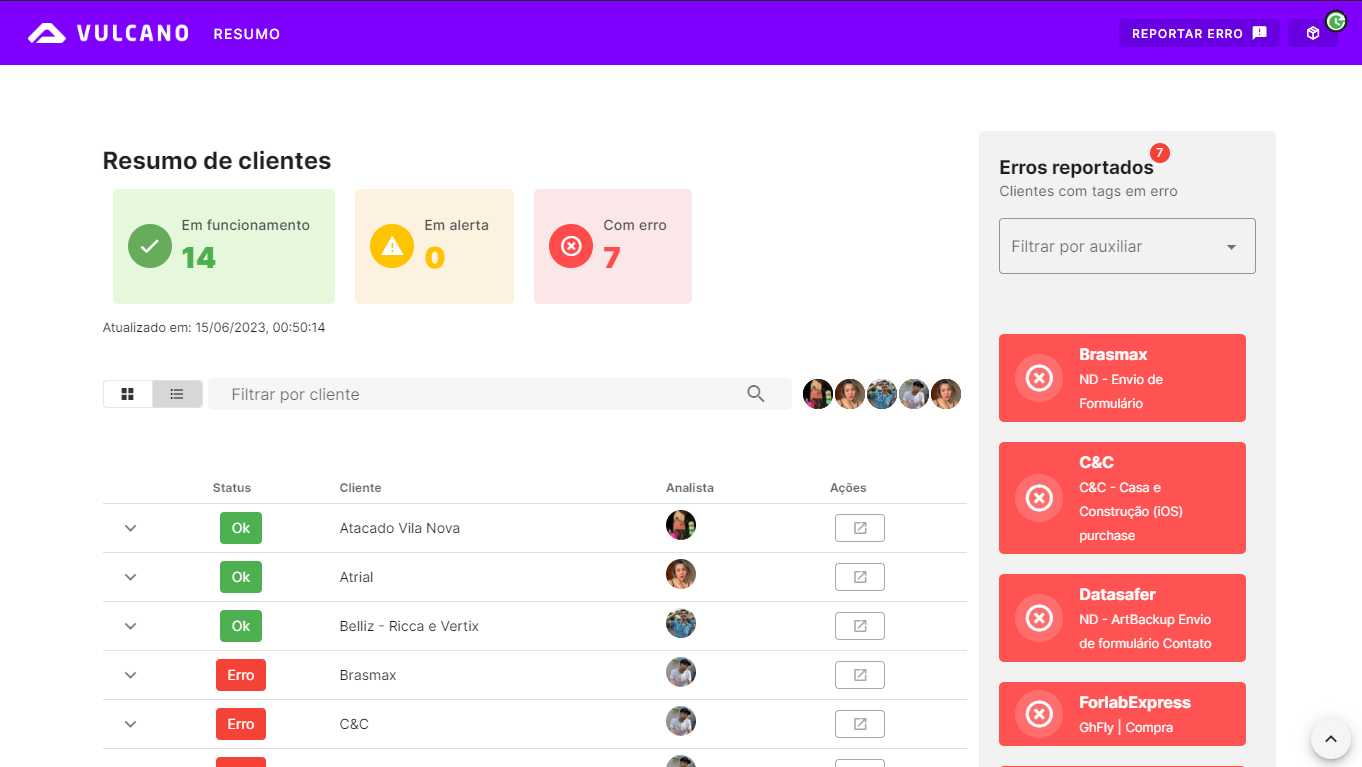 VULCANO
RESUMO
REPORTAR ERRO
Resumo de clientes
Em funcionamento
14
Em alerta
0
Com erro
7
Atualizado em: 15/06/2023, 00:50:14
Filtrar por cliente
Status Cliente Analista Ações
Ok Atacado Vila Nova
Ok Atrial
Ok Belliz - Ricca e Vertix
Erro Brasmax
Erro C&C
Erros reportados
7
Clientes com tags em erro
Filtrar por auxiliar
Brasmax
ND - Envio de
Formulário
C&C
C&C - Casa e
Construção (iOS)
purchase
Datasafer
ND - ArtBackup Envio
de formulário Contato
ForlabExpress
GhFly | Compra